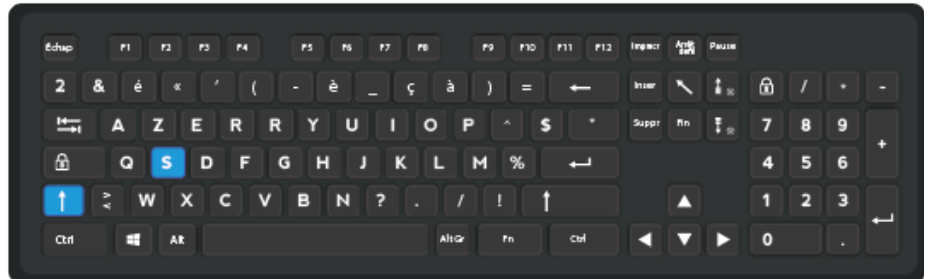 Échap F1 F2 F3 F4 F5 F6 F7 F8 F9 F10 F11 F12 Imprécr Arrêt défil Pause
2 & é « ' ( - è _ ç à ) = Inser / * -
A Z E R R Y U I O P ^ $ * Suppr Fin 7 8 9 +
Q S D F G H J K L M % 4 5 6
> < W X C V B N ? . / ! 1 2 3
Ctrl Alt AltGr Fn Ctrl 0 .